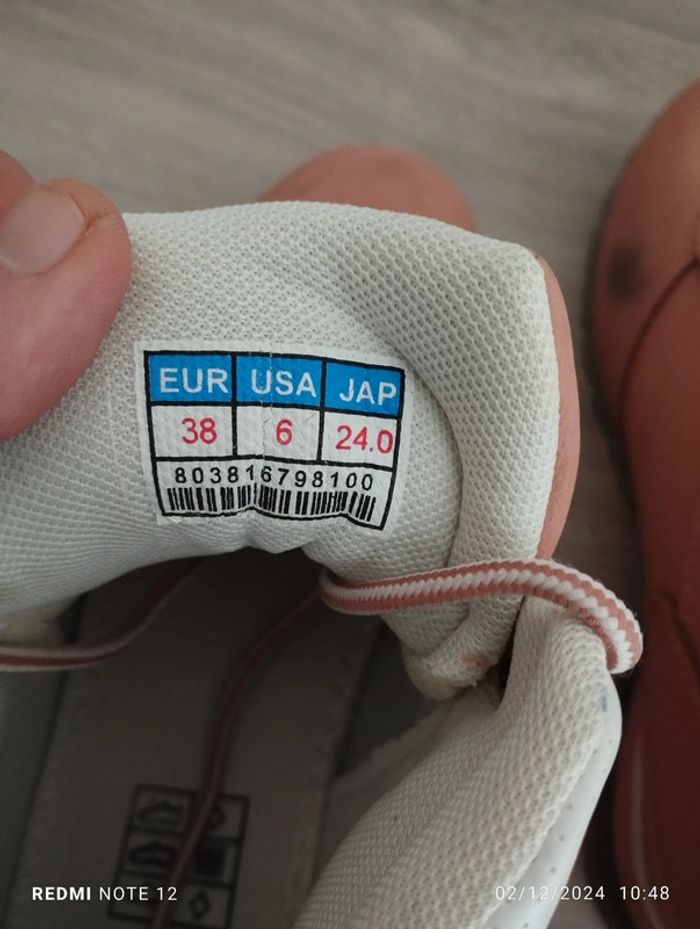 EUR USA JAP
38 6 24.0
803816798100
REDMI NOTE 12 02/12/2024 10:48